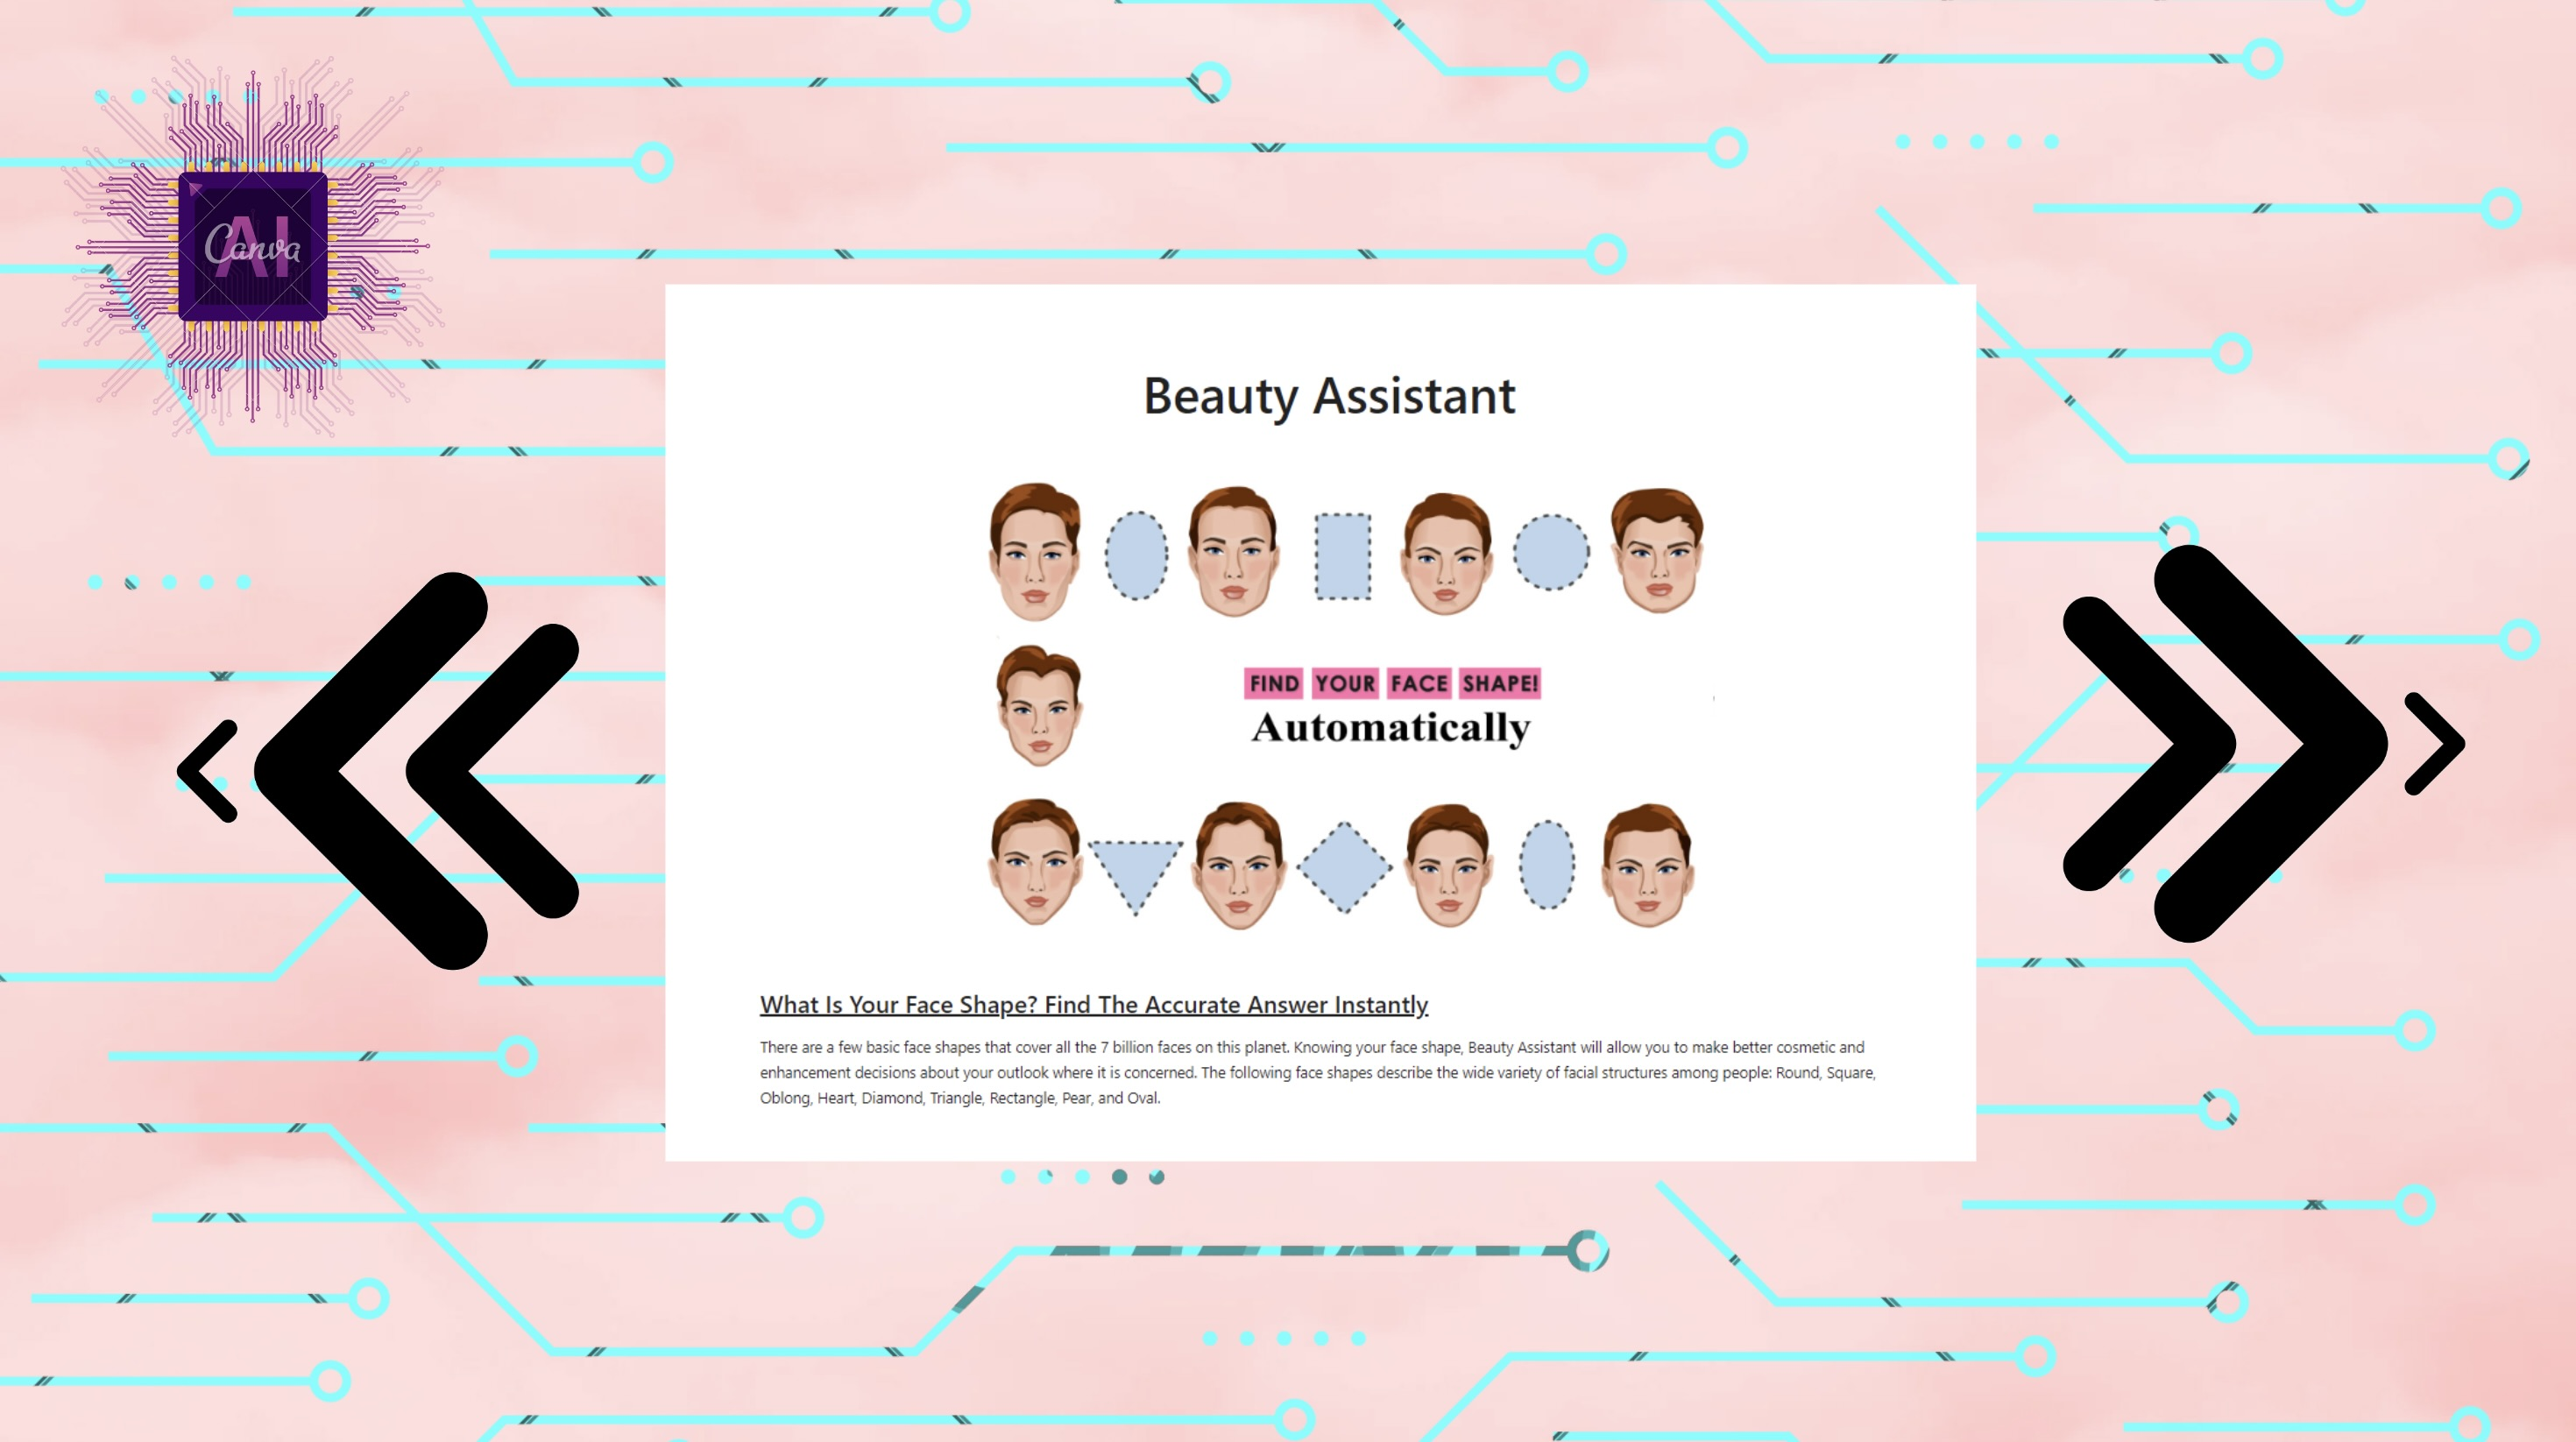 AI
Canva
Beauty Assistant
FIND YOUR FACE SHAPE!
Automatically
What Is Your Face Shape? Find The Accurate Answer Instantly
There are a few basic face shapes that cover all the 7 billion faces on this planet. Knowing your face shape, Beauty Assistant will allow you to make better cosmetic and
enhancement decisions about your outlook where it is concerned. The following face shapes describe the wide variety of facial structures among people: Round, Square,
Oblong, Heart, Diamond, Triangle, Rectangle, Pear, and Oval.